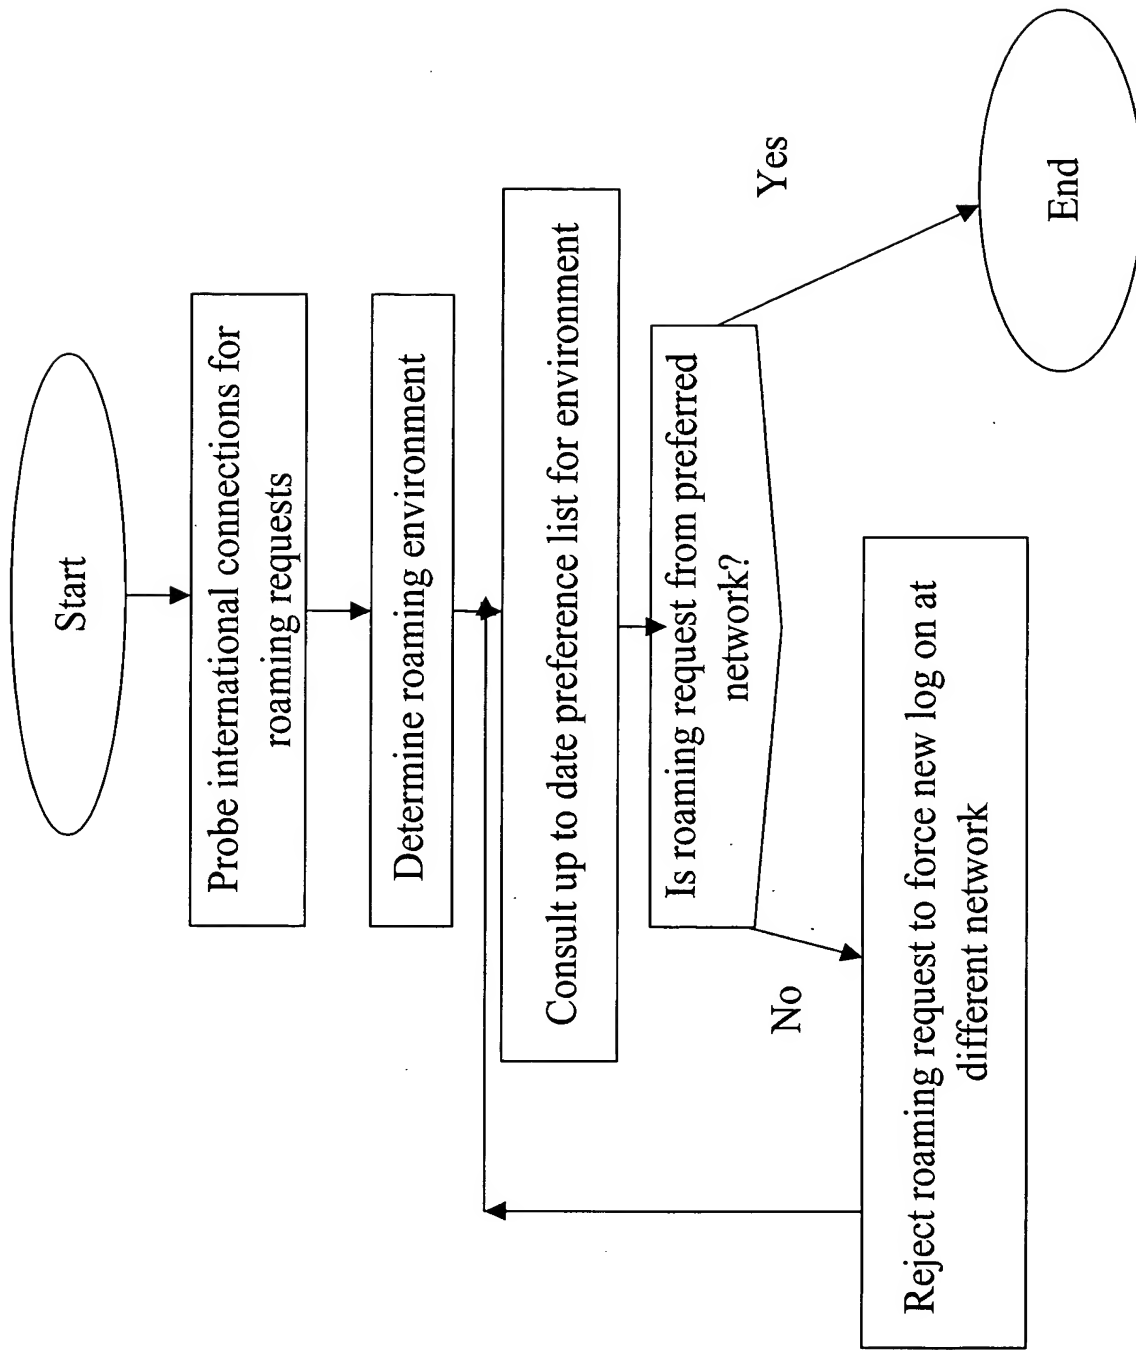 Start
Probe international connections for
roaming requests
Determine roaming environment
Consult up to date preference list for environment
Is roaming request from preferred
network?
Yes
No
Reject roaming request to force new log on at
different network
End